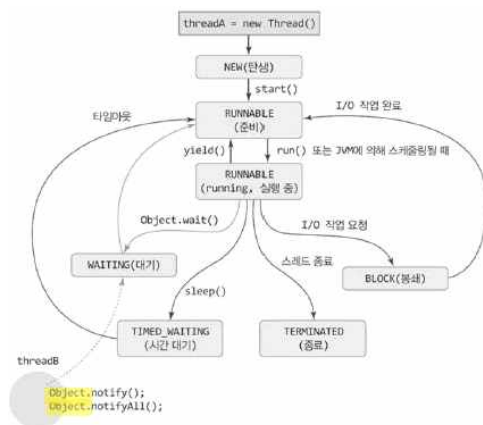 threadA = new Thread()
NEW(탄생)
start()
타임아웃
RUNNABLE
(준비)
I/O 작업 완료
yield()
run() 또는 JVM에 의해 스케줄링될 때
RUNNABLE
(running, 실행 중)
Object.wait()
I/O 작업 요청
WAITING(대기)
스레드 종료
BLOCK(봉쇄)
sleep()
TIMED_WAITING
(시간 대기)
TERMINATED
(종료)
threadB
Object.notify();
Object.notifyAll();